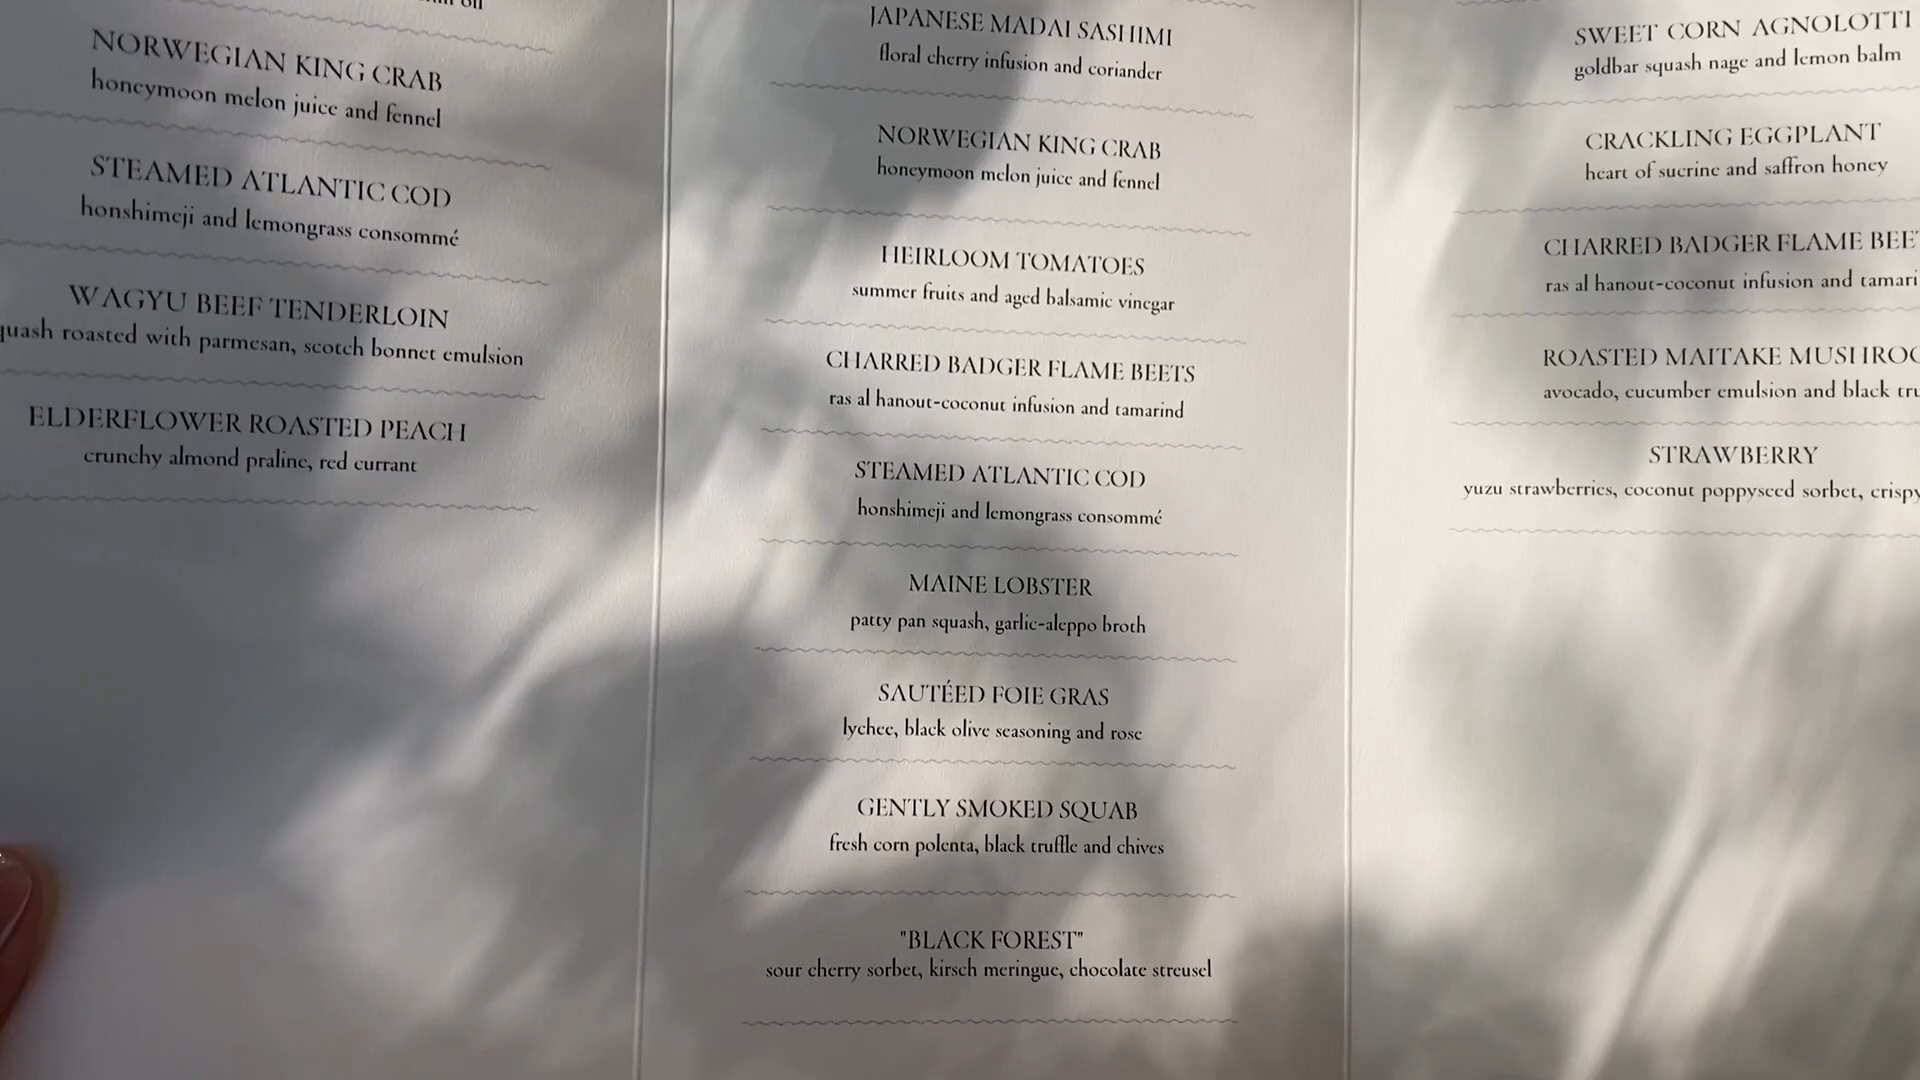 oil
NORWEGIAN KING CRAB
honeymoon melon juice and fennel
STEAMED ATLANTIC COD
honshimeji and lemongrass consommé
WAGYU BEEF TENDERLOIN
roasted with parmesan, scotch bonnet emulsion
ELDERFLOWER ROASTED PEACH
crunchy almond praline, red currant
JAPANESE MADAI SASHIMI
floral cherry infusion and coriander
NORWEGIAN KING CRAB
honeymoon melon juice and fennel
HEIRLOOM TOMATOES
summer fruits and aged balsamic vinegar
CHARRED BADGER FLAME BEETS
ras al hanout-coconut infusion and tamarind
STEAMED ATLANTIC COD
honshimeji and lemongrass consommé
MAINE LOBSTER
patty pan squash, garlic-aleppo broth
SAUTÉED FOIE GRAS
lychee, black olive seasoning and rose
GENTLY SMOKED SQUAB
fresh corn polenta, black truffle and chives
"BLACK FOREST"
sour cherry sorbet, kirsch meringue, chocolate streusel
SWEET CORN AGNOLOTTI
goldbar squash nage and lemon balm
CRACKLING EGGPLANT
heart of sucrine and saffron honey
CHARRED BADGER FLAME
ras al hanout-coconut infusion and
ROASTED MAITAKE
avocado, cucumber emulsion and black
STRAWBERRY
yuzu strawberries, coconut poppyseed sorbet, crispy